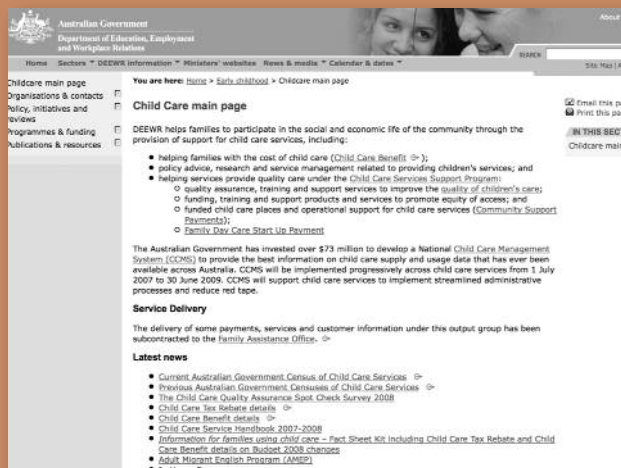 Australian Government
Department of Education, Employment
and Workplace Relations
About
SEARCH
Home Sectors DEEWR information Ministers' websites News & media Calendar & dates
Site Map | A
Childcare main page
Organisations & contacts
Policy, initiatives and
reviews
Programmes & funding
Publications & resources
You are here: Home > Early childhood > Childcare main page
Child Care main page
Email this pa
Print this pa
IN THIS SEC
Childcare main
DEEWR helps families to participate in the social and economic life of the community through the
provision of support for child care services, including:
helping families with the cost of child care (Child Care Benefit );
policy advice, research and service management related to providing children's services; and
helping services provide quality care under the Child Care Services Support Program:
quality assurance, training and support services to improve the quality of children's care;
funding, training and support products and services to promote equity of access; and
funded child care places and operational support for child care services (Community Support
Payments);
Family Day Care Start Up Payment
The Australian Government has invested over $73 million to develop a National Child Care Management
System (CCMS) to provide the best information on child care supply and usage data that has ever been
available across Australia. CCMS will be implemented progressively across child care services from 1 July
2007 to 30 June 2009. CCMS will support child care services to implement streamlined administrative
processes and reduce red tape.
Service Delivery
The delivery of some payments, services and customer information under this output group has been
subcontracted to the Family Assistance Office.
Latest news
Current Australian Government Census of Child Care Services
Previous Australian Government Censuses of Child Care Services
The Child Care Quality Assurance Spot Check Survey 2008
Child Care Tax Rebate details
Child Care Benefit details
Child Care Service Handbook 2007-2008
Information for families using child care – Fact Sheet Kit including Child Care Tax Rebate and Child
Care Benefit details on Budget 2008 changes
Adult Migrant English Program (AMEP)